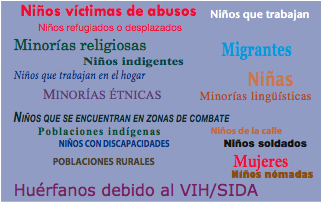 Niños víctimas de abusos
Niños que trabajan
Niños refugiados o desplazados
Minorías religiosas
Migrantes
Niños indigentes
Niños que trabajan en el hogar
Niñas
MINORÍAS ÉTNICAS
Minorías lingüísticas
NIÑOS QUE SE ENCUENTRAN EN ZONAS DE COMBATE
Poblaciones indígenas
Niños de la calle
NIÑOS CON DISCAPACIDADES
Niños soldados
POBLACIONES RURALES
Mujeres
Niños nómadas
Huérfanos debido al VIH/SIDA